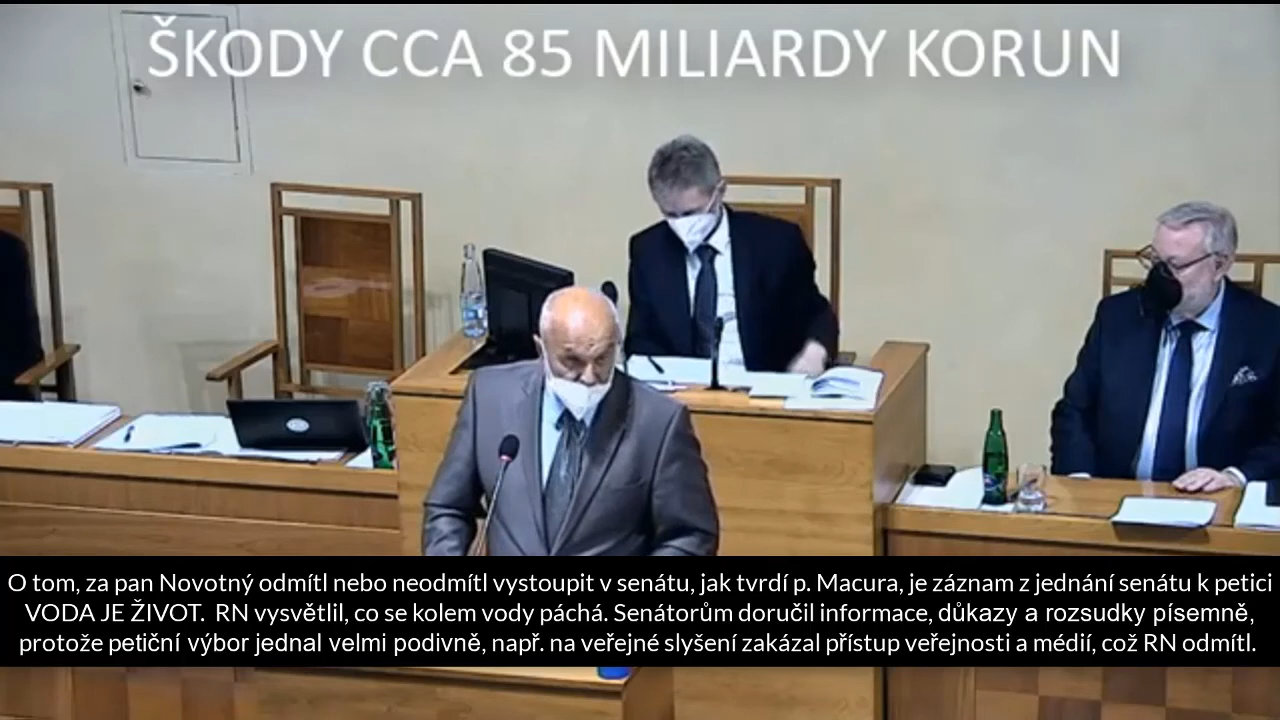 ŠKODY CCA 85 MILIARDY KORUN
O tom, za pan Novotný odmítl nebo neodmítl vystoupit v senátu, jak tvrdí p. Macura, je záznam z jednání senátu k petici
VODA JE ŽIVOT. RN vysvětlil, co se kolem vody páchá. Senátorům doručil informace, důkazy a rozsudky písemně,
protože petiční výbor jednal velmi podivně, např. na veřejné slyšení zakázal přístup veřejnosti a médií, což RN odmítl.